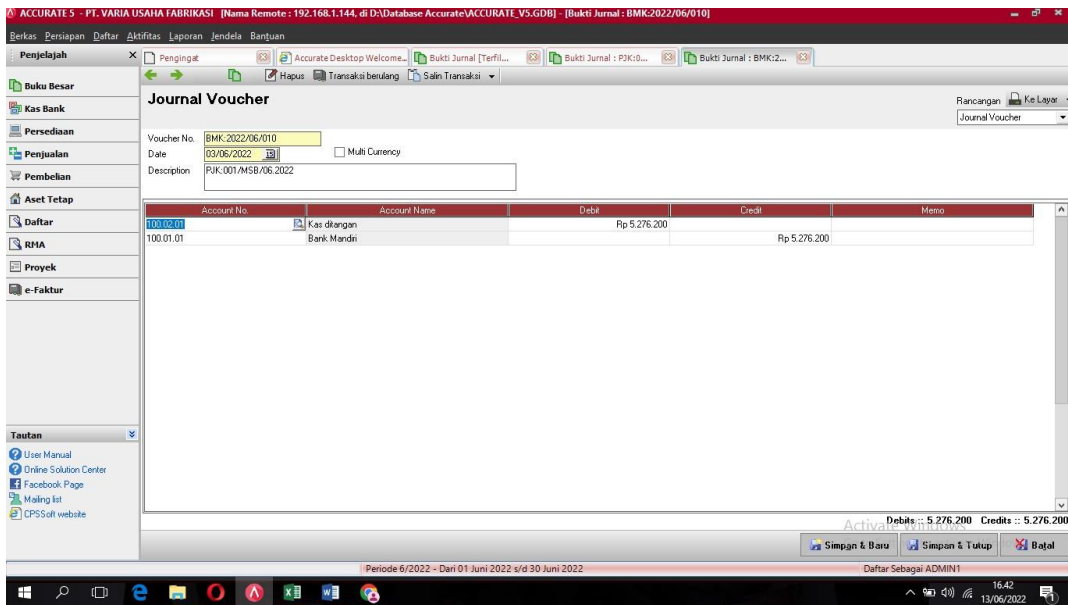 ACCURATE 5 - PT. VARIA USAHA FABRIKASI [Nama Remote : 192.168.1.144, di D:\Database Accurate\ACCURATE_V5.GDB] - [Bukti Jurnal : BMK:2022/06/010]
Berkas Persiapan Daftar Aktifitas Laporan Jendela Bantuan
Penjelajah
Pengingat
Accurate Desktop Welcome...
Bukti Jurnal [Terfil...
Bukti Jurnal : PJK:0...
Bukti Jurnal : BMK:2...
Hapus Transaksi berulang Salin Transaksi
Buku Besar
Kas Bank
Persediaan
Penjualan
Pembelian
Aset Tetap
Daftar
RMA
Proyek
e-Faktur
Journal Voucher
Rancangan Ke Layar
Journal Voucher
Voucher No. BMK:2022/06/010
Date 03/06/2022 Multi Currency
Description PJK:001/MSB/06.2022
Account No. Account Name Debit Credit Memo
100.02.01 Kas ditangan Rp 5.276.200
100.01.01 Bank Mandiri Rp 5.276.200
Tautan
User Manual
Online Solution Center
Facebook Page
Mailing list
CPSSoft website
Debits :: 5.276.200 Credits :: 5.276.200
Activate Windows
Simpan & Baru Simpan & Tutup Batal
Periode 6/2022 - Dari 01 Juni 2022 s/d 30 Juni 2022 Daftar Sebagai ADMIN1
16.42
13/06/2022